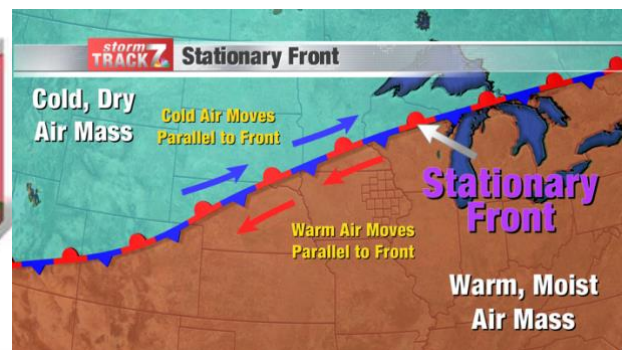 storm
TRACK 7 Stationary Front
Cold, Dry
Air Mass
Cold Air Moves
Parallel to Front
Stationary
Front
Warm Air Moves
Parallel to Front
Warm, Moist
Air Mass